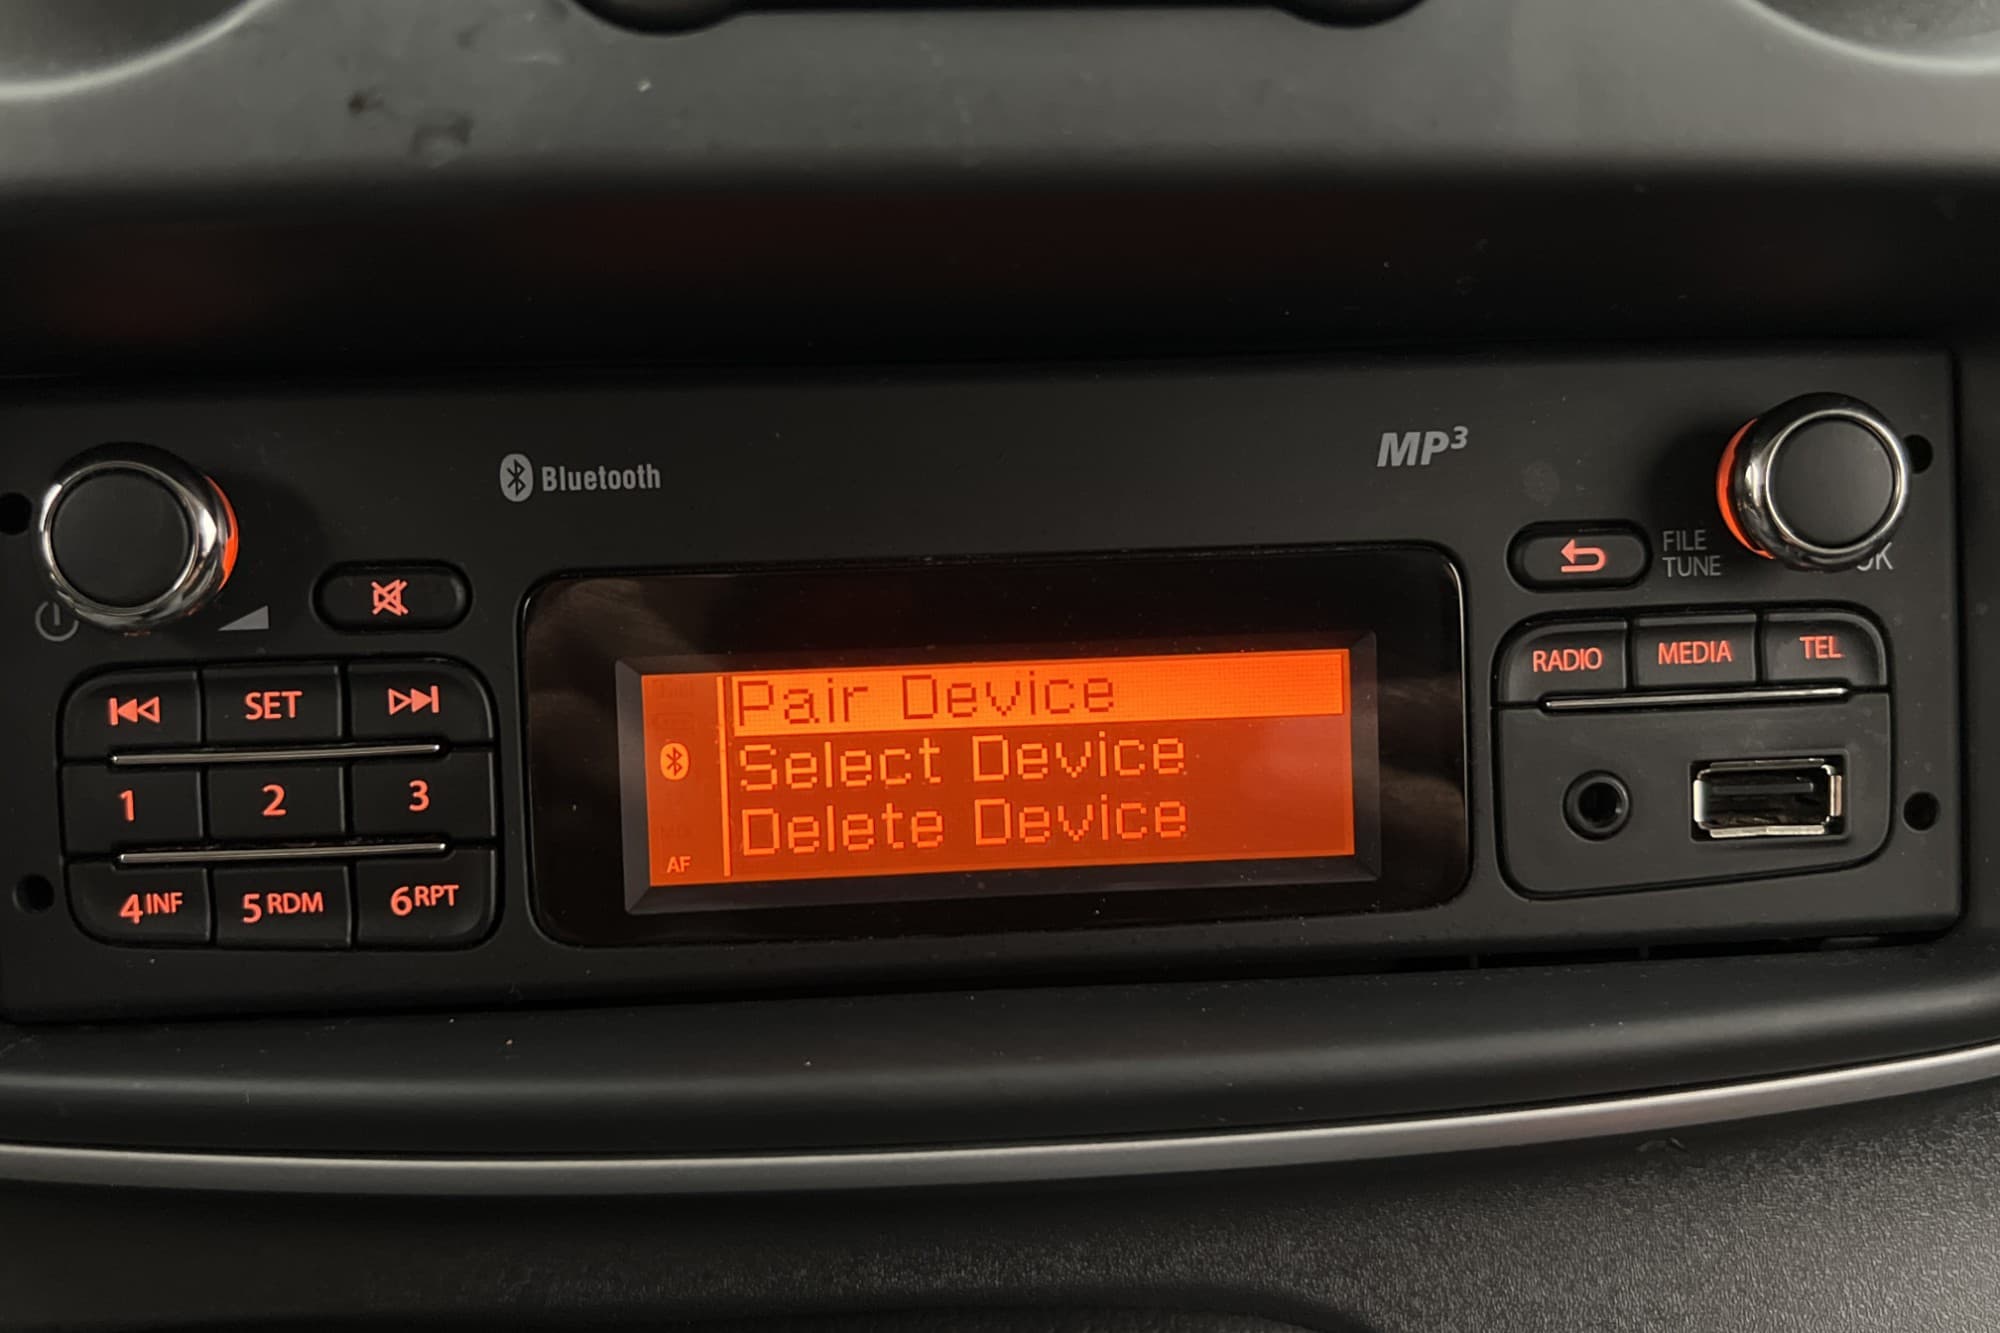 Bluetooth
MP3
FILE
TUNE
OK
RADIO MEDIA TEL
SET
1 2 3
4 INF 5 RDM 6 RPT
Pair Device
Select Device
Delete Device
AF